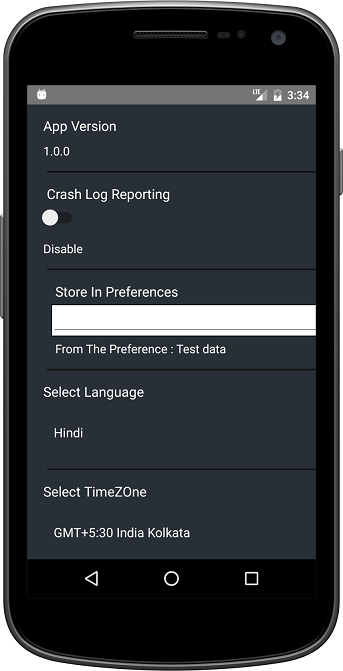 LTE 3:34
App Version
1.0.0
Crash Log Reporting
Disable
Store In Preferences
From The Preference : Test data
Select Language
Hindi
Select TimeZOne
GMT+5:30 India Kolkata